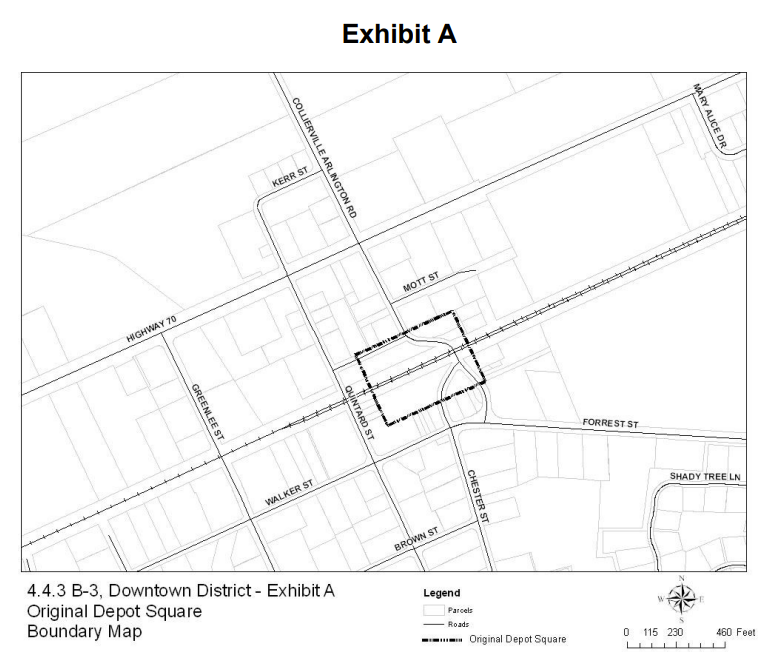 Exhibit A
COLLIERVILLE ARLINGTON RD
MARY ALICE DR
KERR ST
MOTT ST
HIGHWAY 70
GREENLEE ST
QUINTARD ST
FORREST ST
WALKER ST
CHESTER ST
SHADY TREE LN
BROWN ST
4.4.3 B-3, Downtown District - Exhibit A
Original Depot Square
Boundary Map
Legend
Parcels
Roads
Original Depot Square
N
W E
S
0 115 230 460 Feet